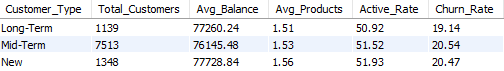 Customer_Type Total_Customers Avg_Balance Avg_Products Active_Rate Churn_Rate
Long-Term 1139 77260.24 1.51 50.92 19.14
Mid-Term 7513 76145.48 1.53 51.52 20.54
New 1348 77728.84 1.56 51.93 20.47